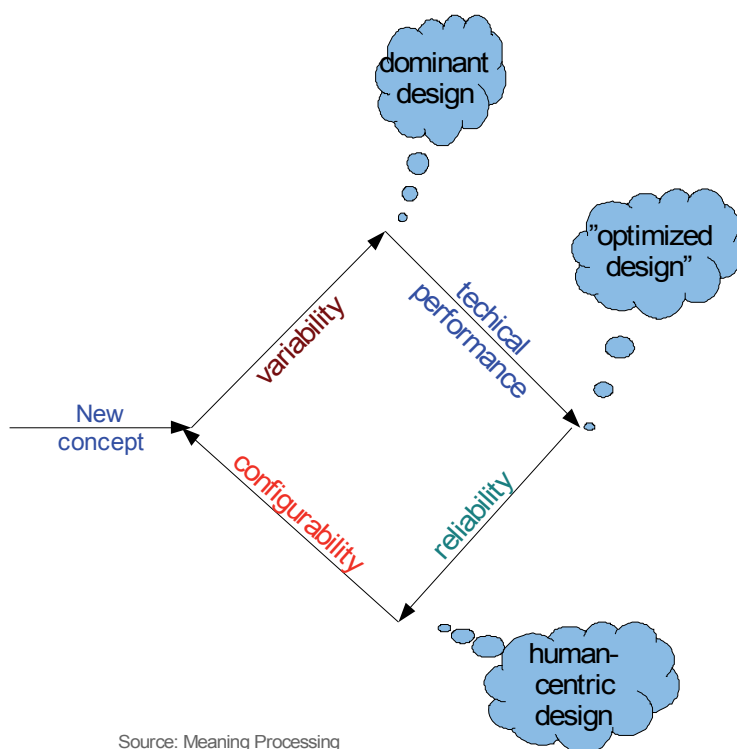 dominant
design
”optimized
design”
techical
performance
variability
New
concept
configurability
reliability
human-
centric
design
Source: Meaning Processing